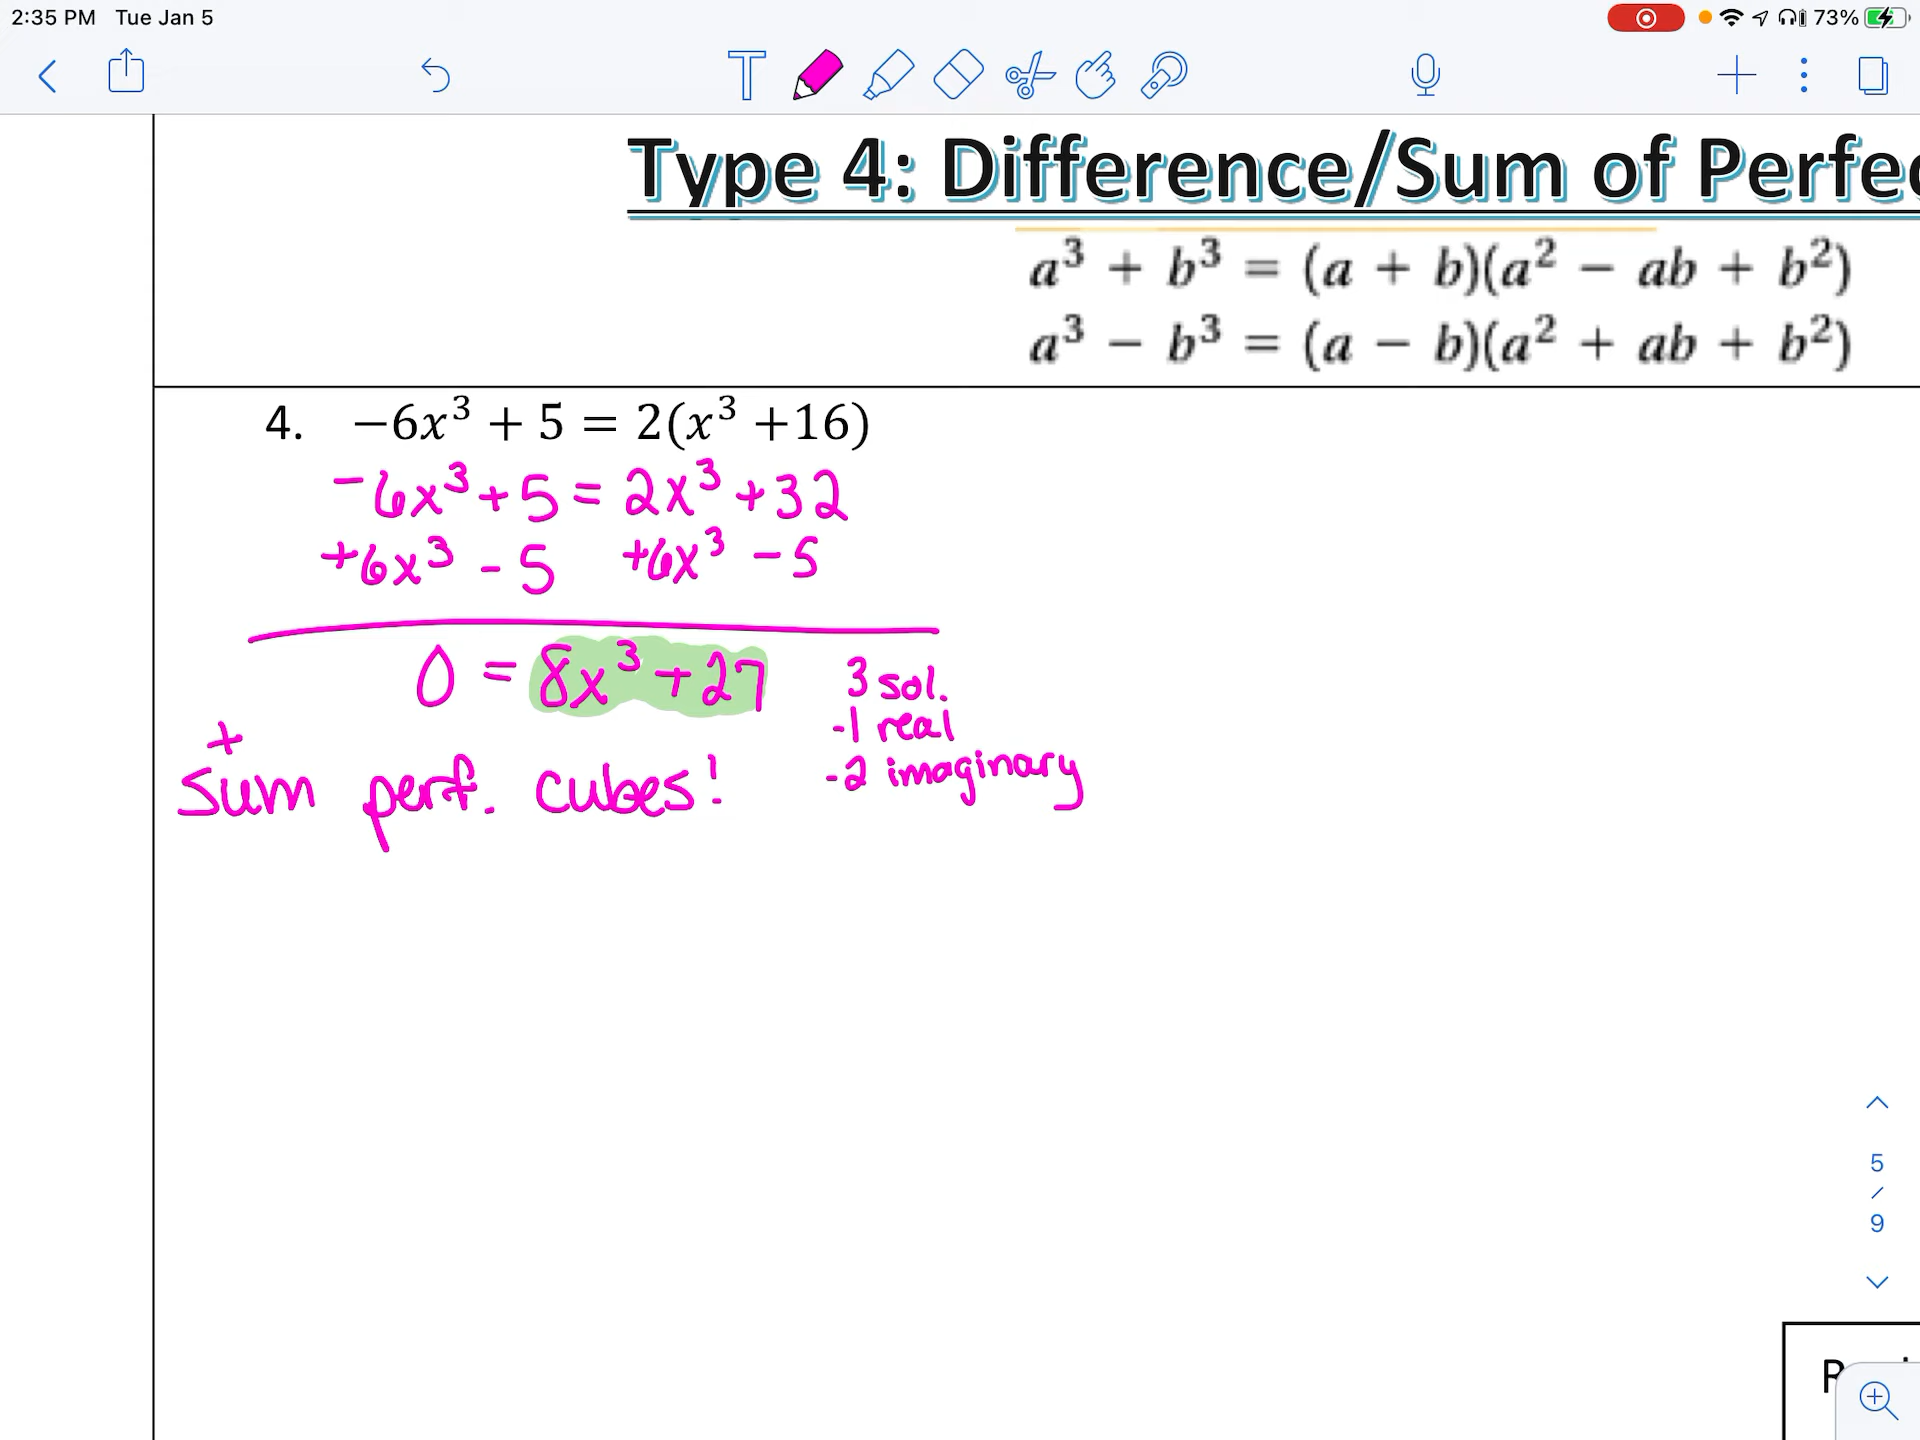 2:35 PM Tue Jan 5 73%
Type 4: Difference/Sum of
a³ + b³ = (a + b)(a² − ab + b²)
a³ − b³ = (a − b)(a² + ab + b²)
4. −6x³ + 5 = 2(x³ +16)
-6x³+5 = 2x³+32
+6x³ - 5 +6x³ - 5
0 = 8x³+27
3 sol.
-1 real
-2 imaginary
+
Sum perf. cubes!
5
/
9